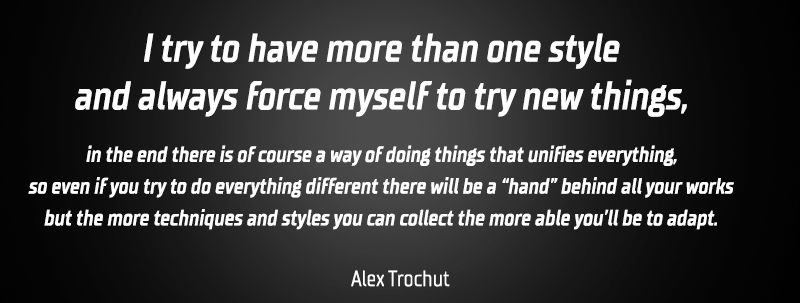 I try to have more than one style
and always force myself to try new things,
in the end there is of course a way of doing things that unifies everything,
so even if you try to do everything different there will be a “hand” behind all your works
but the more techniques and styles you can collect the more able you’ll be to adapt.
Alex Trochut